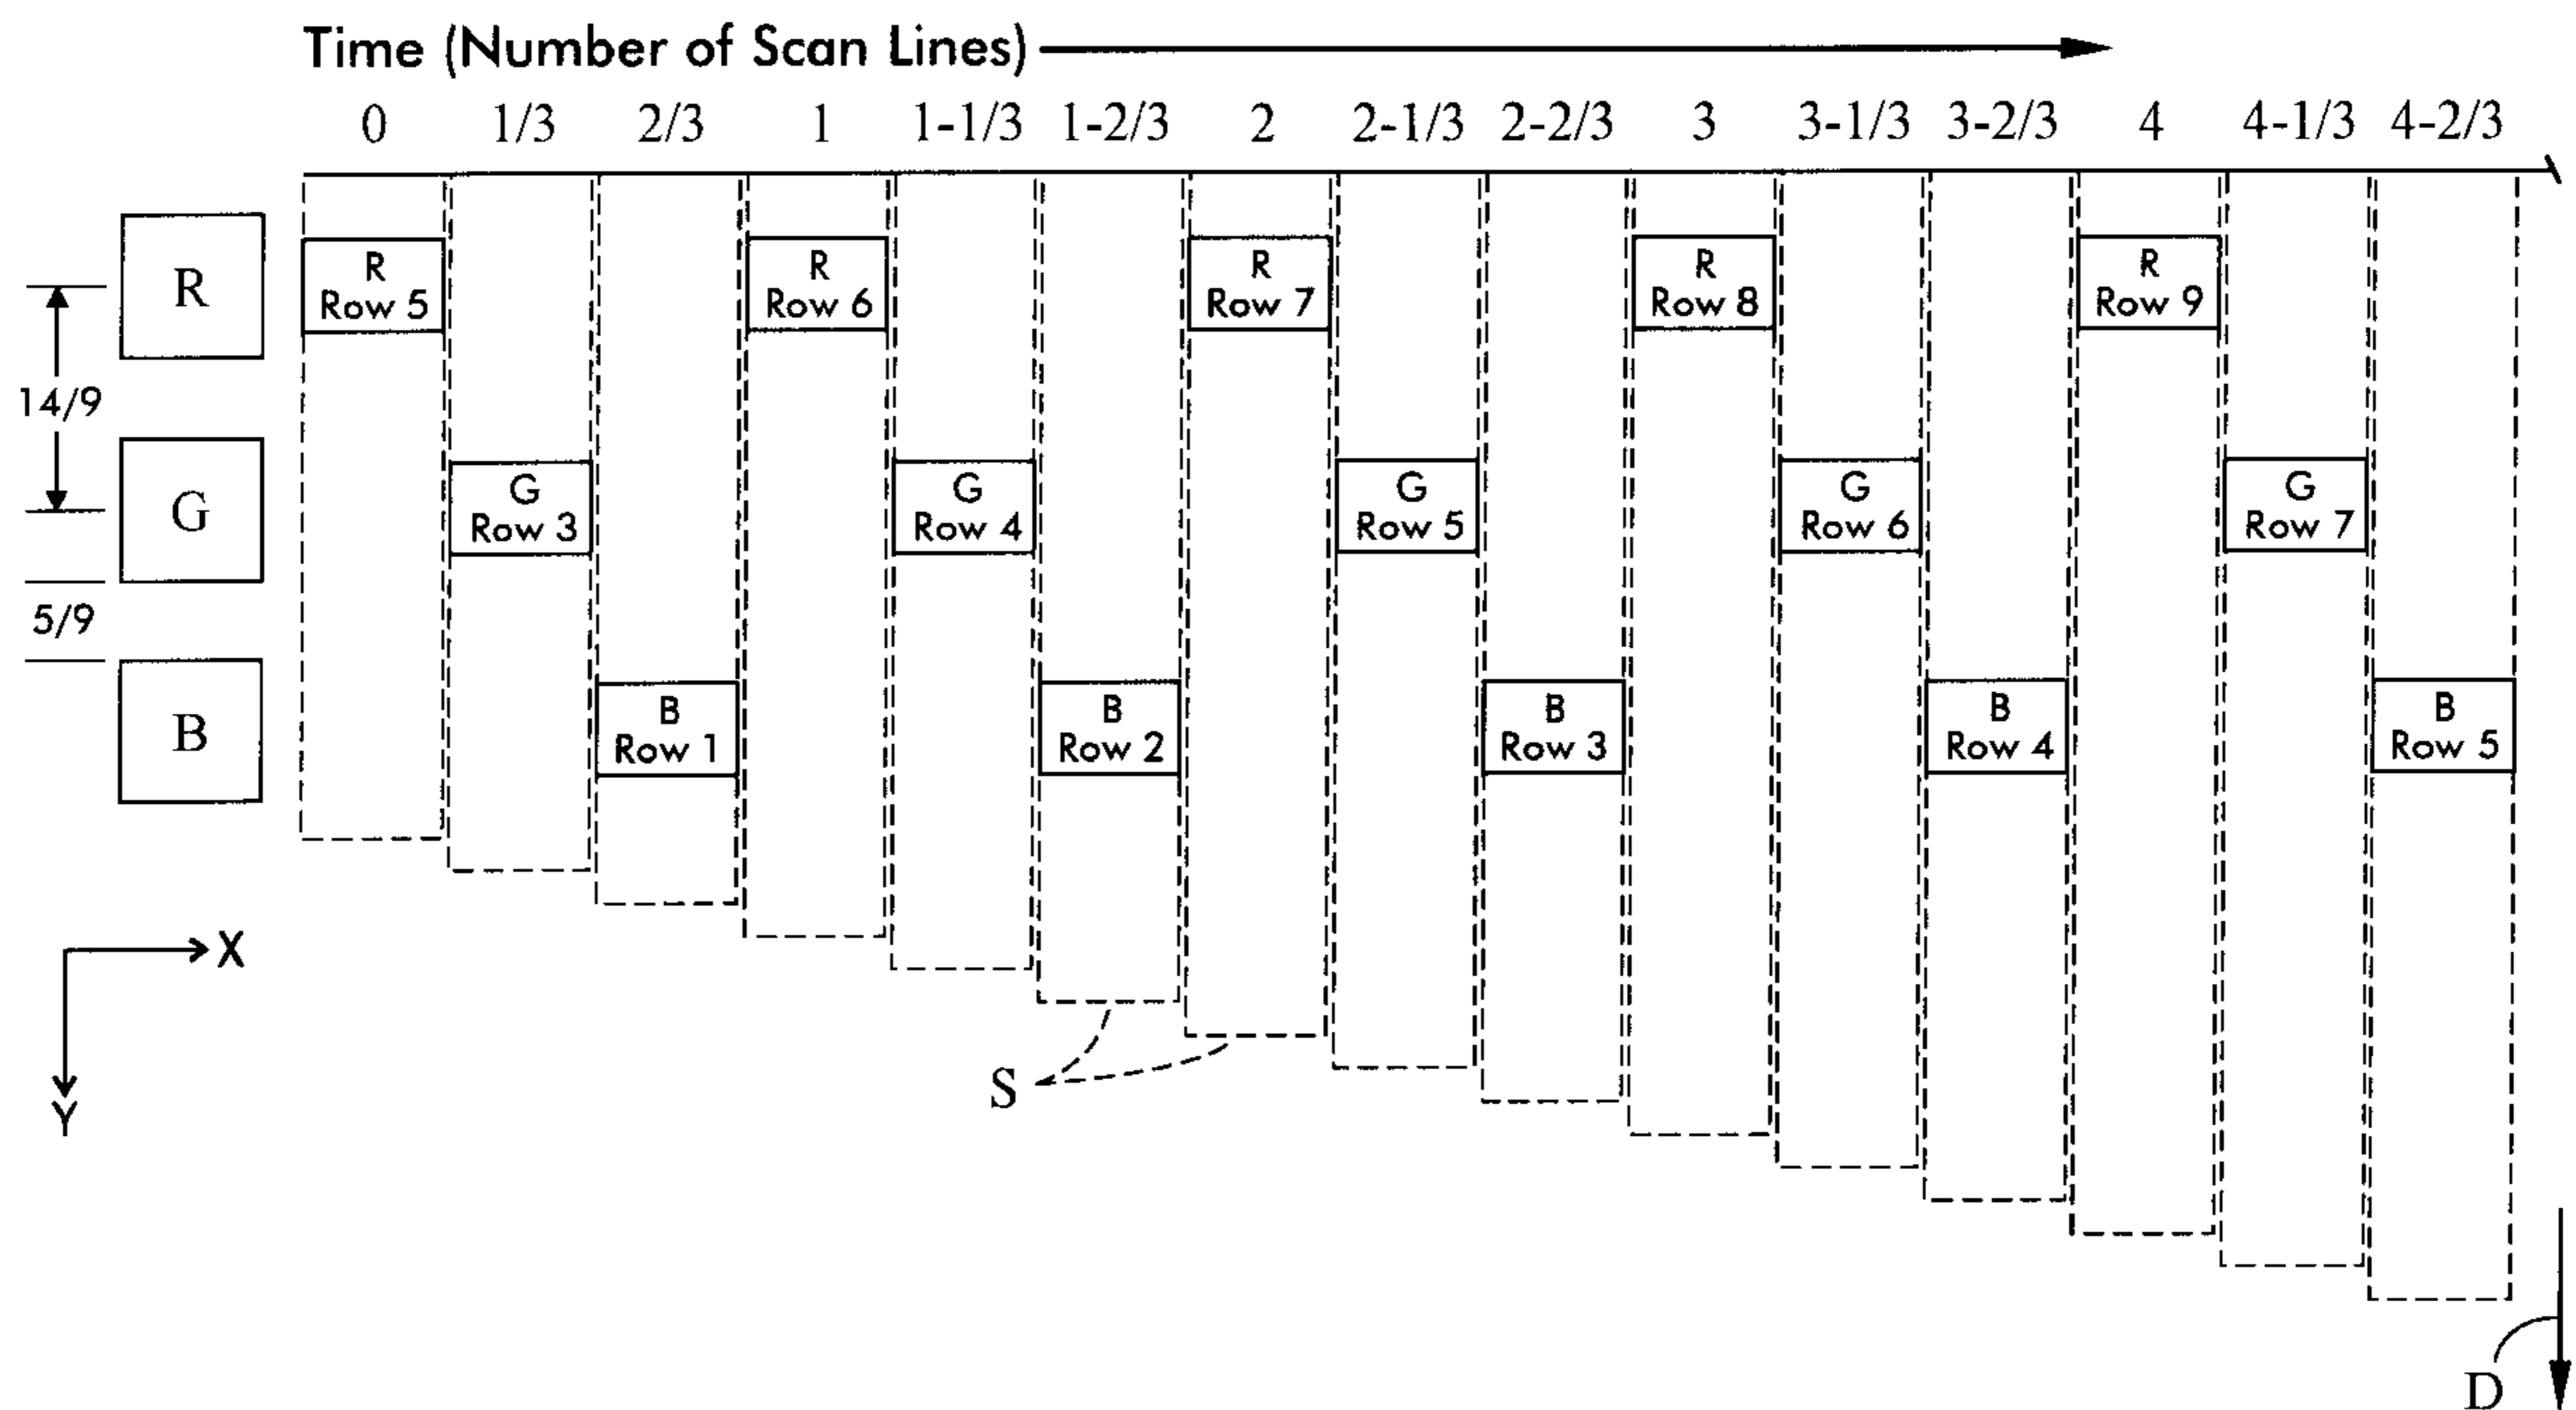 Time (Number of Scan Lines)
0 1/3 2/3 1 1-1/3 1-2/3 2 2-1/3 2-2/3 3 3-1/3 3-2/3 4 4-1/3 4-2/3
R
R
Row 5
R
Row 6
R
Row 7
R
Row 8
R
Row 9
14/9
G
G
Row 3
G
Row 4
G
Row 5
G
Row 6
G
Row 7
5/9
B
B
Row 1
B
Row 2
B
Row 3
B
Row 4
B
Row 5
X
Y
S
D